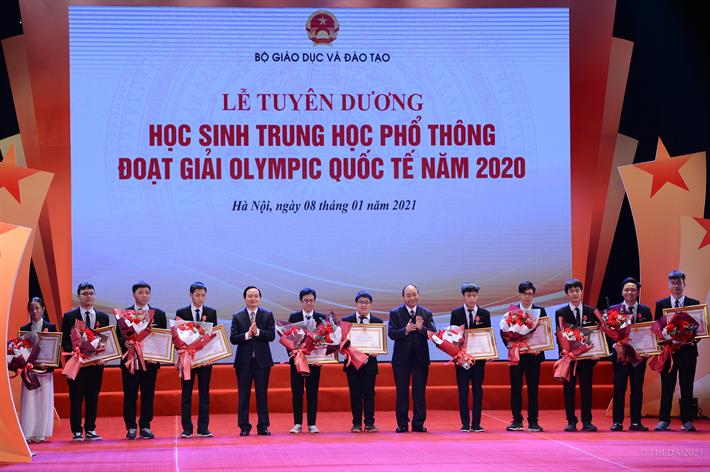 BỘ GIÁO DỤC VÀ ĐÀO TẠO
LỄ TUYÊN DƯƠNG
HỌC SINH TRUNG HỌC PHỔ THÔNG
ĐOẠT GIẢI OLYMPIC QUỐC TẾ NĂM 2020
Hà Nội, ngày 08 tháng 01 năm 2021
© THEDAI2021